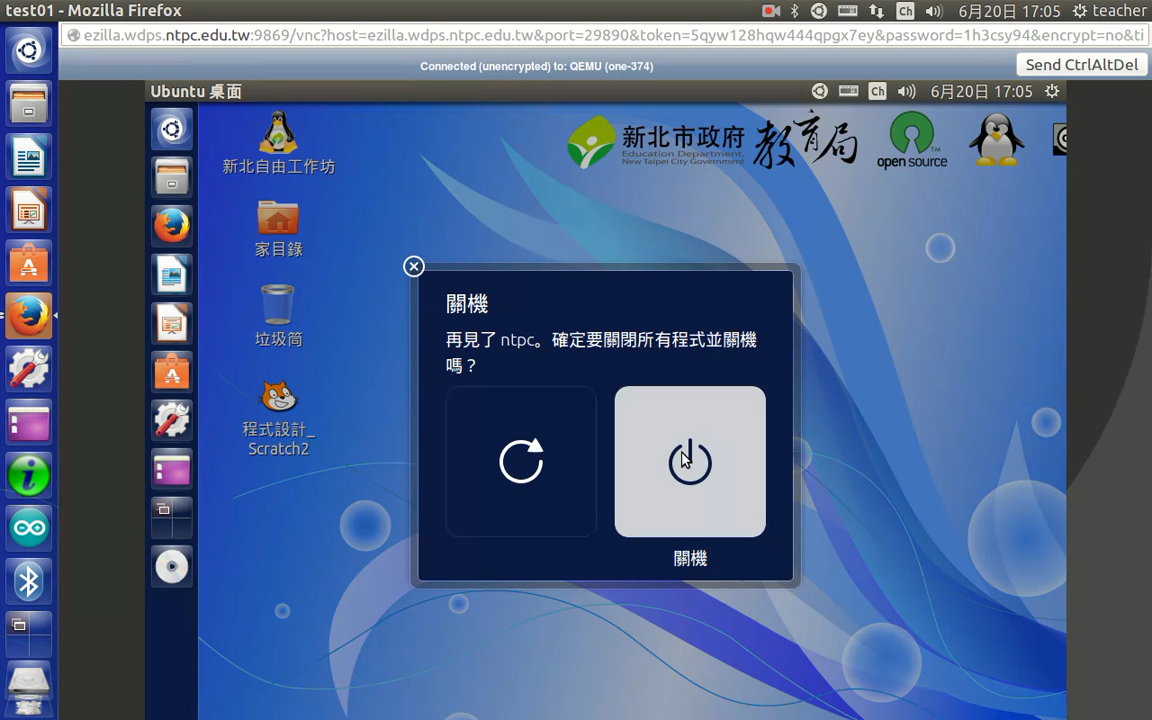 test01 - Mozilla Firefox
Ch
6月20日 17:05
teacher
ezilla.wdps.ntpc.edu.tw:9869/vnc?host=ezilla.wdps.ntpc.edu.tw&port=29890&token=5qyw128hqw444qpgx7ey&password=1h3csy94&encrypt=no&ti
Connected (unencrypted) to: QEMU (one-374)
Send CtrlAltDel
Ubuntu 桌面
Ch
6月20日 17:05
新北市政府
Education Department,
New Taipei City Government
教育局
open source
TM
新北自由工作坊
家目錄
垃圾筒
程式設計_
Scratch2
關機
再見了 ntpc。確定要關閉所有程式並關機
嗎？
關機